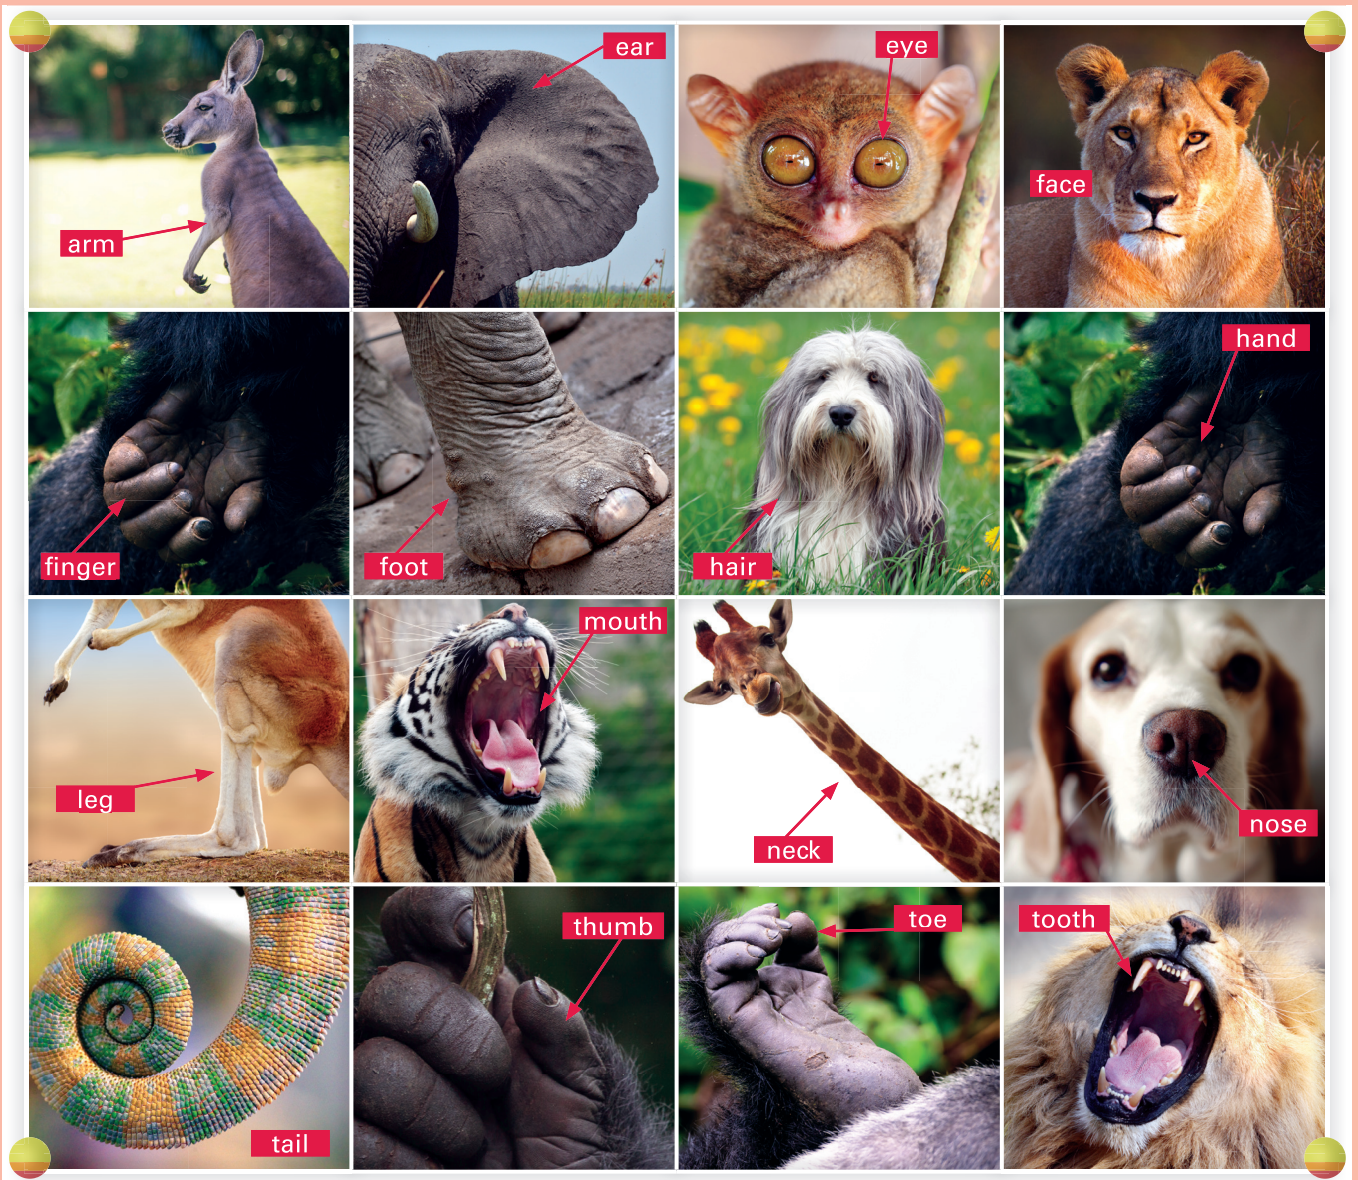 arm
ear
eye
face
finger
foot
hair
hand
leg
mouth
neck
nose
tail
thumb
toe
tooth